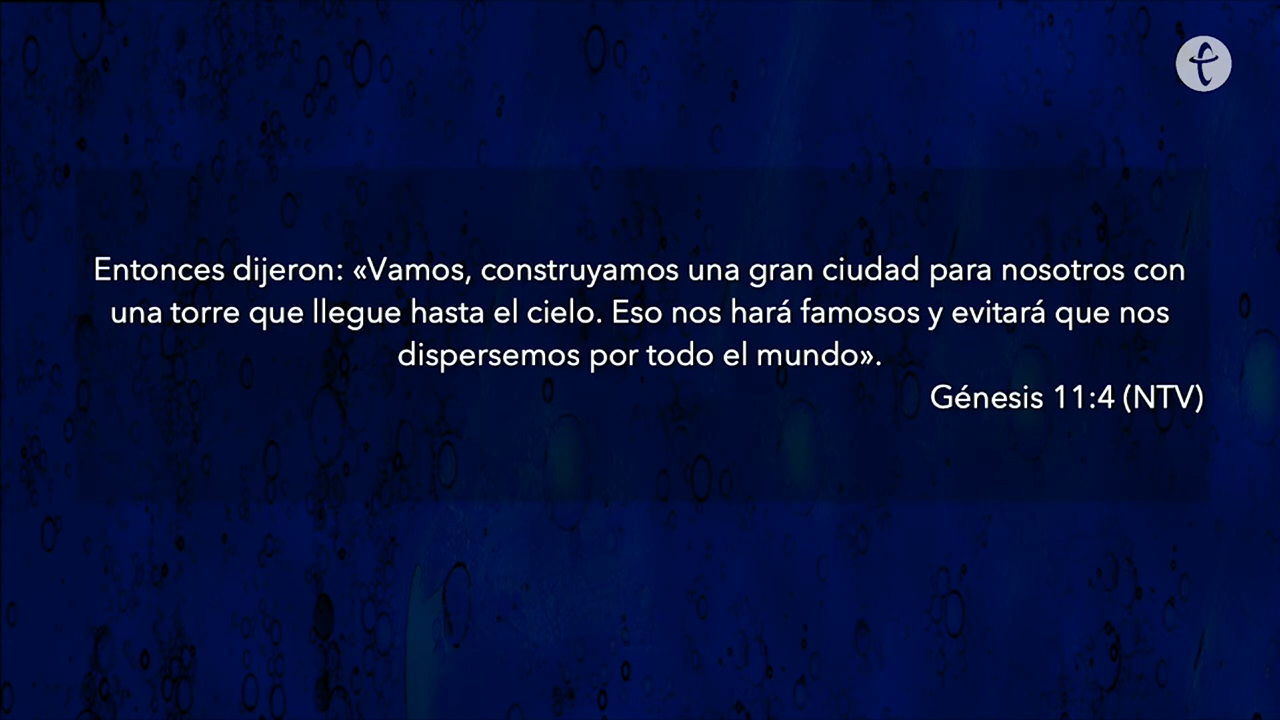 Entonces dijeron: «Vamos, construyamos una gran ciudad para nosotros con
una torre que llegue hasta el cielo. Eso nos hará famosos y evitará que nos
dispersemos por todo el mundo».
Génesis 11:4 (NTV)